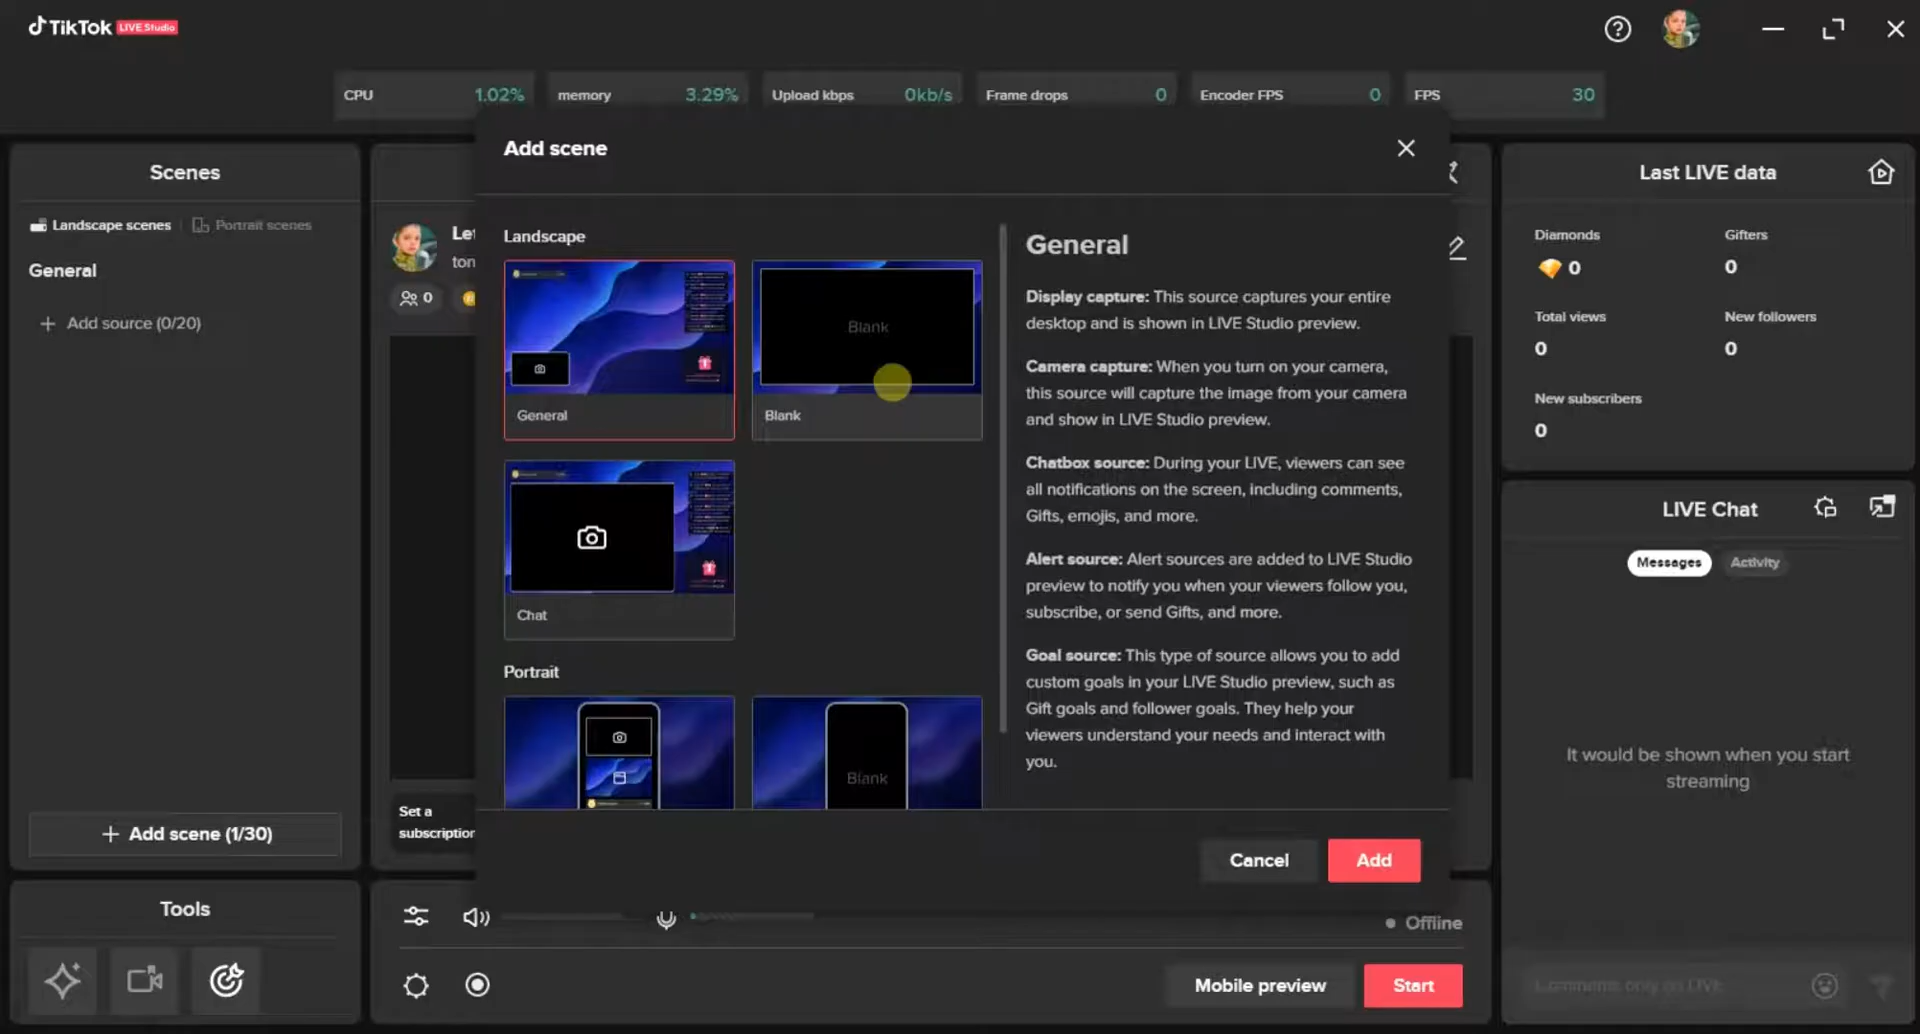 TikTok LIVE Studio
CPU 1.02%
memory 3.29%
Upload kbps 0kb/s
Frame drops 0
Encoder FPS 0
FPS 30
Scenes
Landscape scenes
Portrait scenes
General
+ Add source (0/20)
+ Add scene (1/30)
Tools
Let
ton
0
Set a
subscription
Add scene
Landscape
General
Blank
Blank
Chat
Portrait
Blank
General
Display capture: This source captures your entire
desktop and is shown in LIVE Studio preview.
Camera capture: When you turn on your camera,
this source will capture the image from your camera
and show in LIVE Studio preview.
Chatbox source: During your LIVE, viewers can see
all notifications on the screen, including comments,
Gifts, emojis, and more.
Alert source: Alert sources are added to LIVE Studio
preview to notify you when your viewers follow you,
subscribe, or send Gifts, and more.
Goal source: This type of source allows you to add
custom goals in your LIVE Studio preview, such as
Gift goals and follower goals. They help your
viewers understand your needs and interact with
you.
Cancel
Add
Offline
Mobile preview
Start
Last LIVE data
Diamonds
0
Gifters
0
Total views
0
New followers
0
New subscribers
0
LIVE Chat
Messages
Activity
It would be shown when you start
streaming
Comments only on LIVE